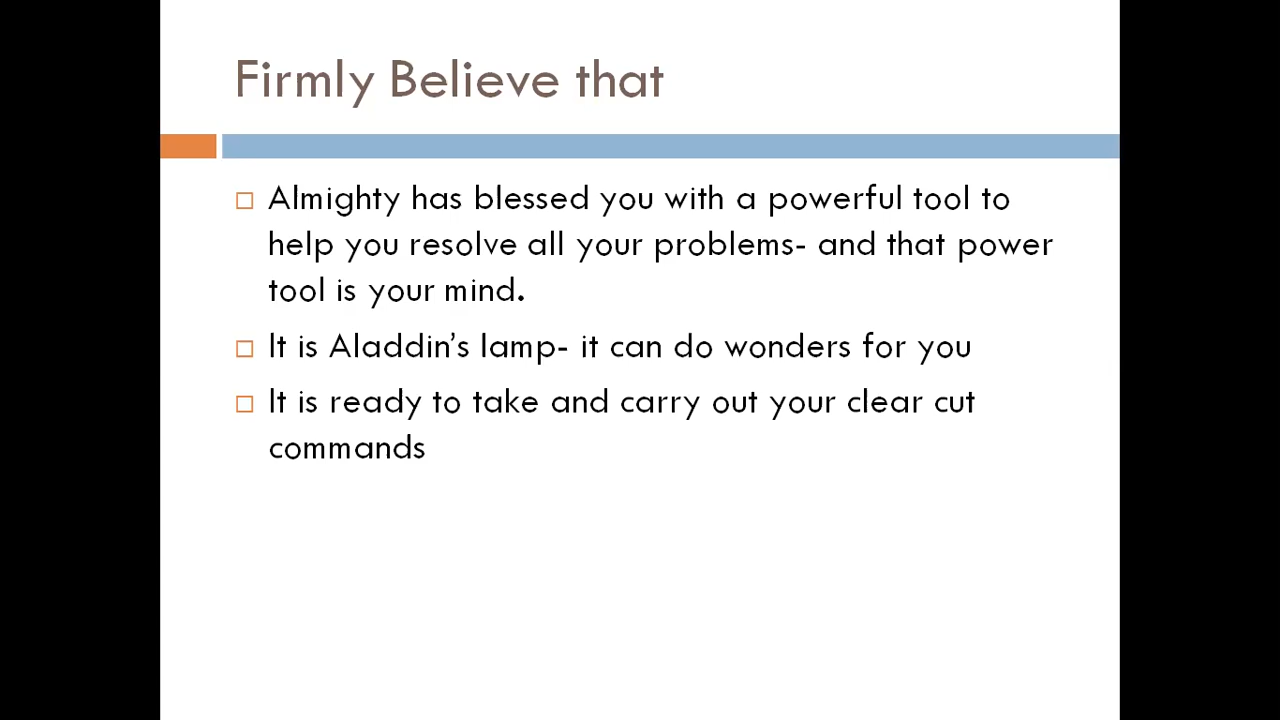 Firmly Believe that
Almighty has blessed you with a powerful tool to
help you resolve all your problems- and that power
tool is your mind.
It is Aladdin’s lamp- it can do wonders for you
It is ready to take and carry out your clear cut
commands